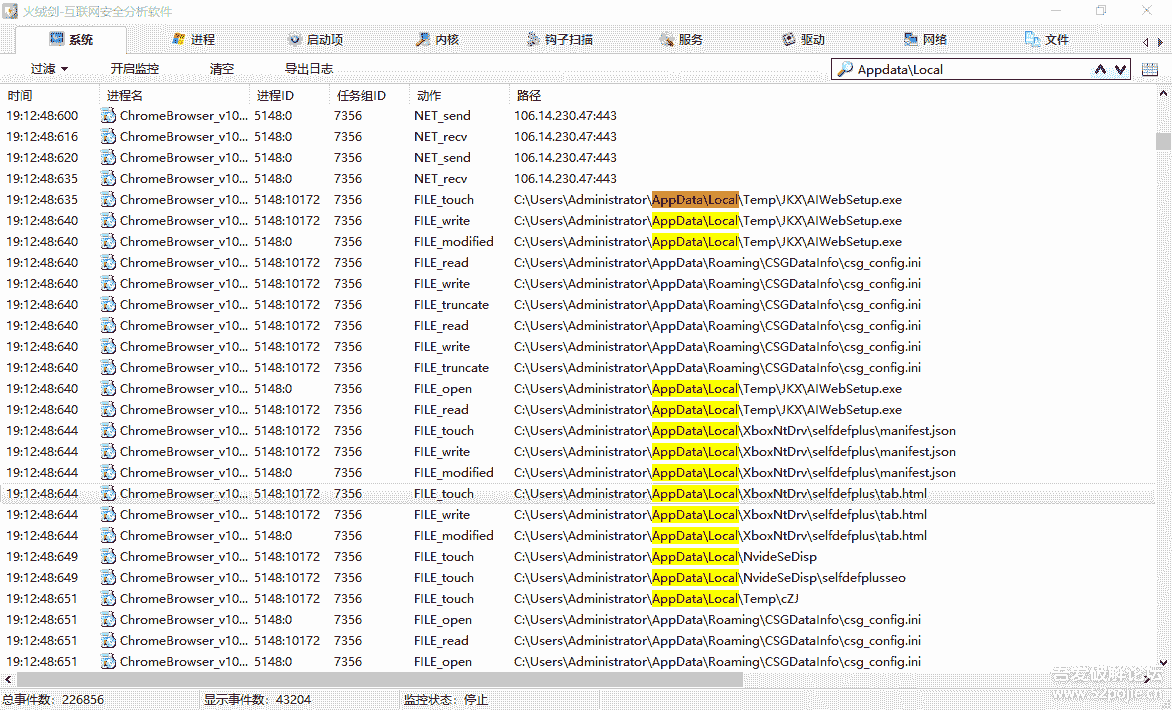 火绒剑-互联网安全分析软件
系统 进程 启动项 内核 钩子扫描 服务 驱动 网络 文件
过滤 开启监控 清空 导出日志 Appdata\Local
时间 进程名 进程ID 任务组ID 动作 路径
19:12:48:600 ChromeBrowser_v10... 5148:0 7356 NET_send 106.14.230.47:443
19:12:48:616 ChromeBrowser_v10... 5148:0 7356 NET_recv 106.14.230.47:443
19:12:48:620 ChromeBrowser_v10... 5148:0 7356 NET_send 106.14.230.47:443
19:12:48:635 ChromeBrowser_v10... 5148:0 7356 NET_recv 106.14.230.47:443
19:12:48:635 ChromeBrowser_v10... 5148:10172 7356 FILE_touch C:\Users\Administrator\AppData\Local\Temp\JKX\AIWebSetup.exe
19:12:48:640 ChromeBrowser_v10... 5148:10172 7356 FILE_write C:\Users\Administrator\AppData\Local\Temp\JKX\AIWebSetup.exe
19:12:48:640 ChromeBrowser_v10... 5148:0 7356 FILE_modified C:\Users\Administrator\AppData\Local\Temp\JKX\AIWebSetup.exe
19:12:48:640 ChromeBrowser_v10... 5148:10172 7356 FILE_read C:\Users\Administrator\AppData\Roaming\CSGDataInfo\csg_config.ini
19:12:48:640 ChromeBrowser_v10... 5148:10172 7356 FILE_write C:\Users\Administrator\AppData\Roaming\CSGDataInfo\csg_config.ini
19:12:48:640 ChromeBrowser_v10... 5148:10172 7356 FILE_truncate C:\Users\Administrator\AppData\Roaming\CSGDataInfo\csg_config.ini
19:12:48:640 ChromeBrowser_v10... 5148:10172 7356 FILE_read C:\Users\Administrator\AppData\Roaming\CSGDataInfo\csg_config.ini
19:12:48:640 ChromeBrowser_v10... 5148:10172 7356 FILE_write C:\Users\Administrator\AppData\Roaming\CSGDataInfo\csg_config.ini
19:12:48:640 ChromeBrowser_v10... 5148:10172 7356 FILE_truncate C:\Users\Administrator\AppData\Roaming\CSGDataInfo\csg_config.ini
19:12:48:640 ChromeBrowser_v10... 5148:0 7356 FILE_open C:\Users\Administrator\AppData\Local\Temp\JKX\AIWebSetup.exe
19:12:48:640 ChromeBrowser_v10... 5148:10172 7356 FILE_read C:\Users\Administrator\AppData\Local\Temp\JKX\AIWebSetup.exe
19:12:48:644 ChromeBrowser_v10... 5148:10172 7356 FILE_touch C:\Users\Administrator\AppData\Local\XboxNtDrv\selfdefplus\manifest.json
19:12:48:644 ChromeBrowser_v10... 5148:10172 7356 FILE_write C:\Users\Administrator\AppData\Local\XboxNtDrv\selfdefplus\manifest.json
19:12:48:644 ChromeBrowser_v10... 5148:0 7356 FILE_modified C:\Users\Administrator\AppData\Local\XboxNtDrv\selfdefplus\manifest.json
19:12:48:644 ChromeBrowser_v10... 5148:10172 7356 FILE_touch C:\Users\Administrator\AppData\Local\XboxNtDrv\selfdefplus\tab.html
19:12:48:644 ChromeBrowser_v10... 5148:10172 7356 FILE_write C:\Users\Administrator\AppData\Local\XboxNtDrv\selfdefplus\tab.html
19:12:48:644 ChromeBrowser_v10... 5148:0 7356 FILE_modified C:\Users\Administrator\AppData\Local\XboxNtDrv\selfdefplus\tab.html
19:12:48:649 ChromeBrowser_v10... 5148:10172 7356 FILE_touch C:\Users\Administrator\AppData\Local\NvideSeDisp
19:12:48:649 ChromeBrowser_v10... 5148:10172 7356 FILE_touch C:\Users\Administrator\AppData\Local\NvideSeDisp\selfdefplusseo
19:12:48:651 ChromeBrowser_v10... 5148:10172 7356 FILE_touch C:\Users\Administrator\AppData\Local\Temp\cZJ
19:12:48:651 ChromeBrowser_v10... 5148:0 7356 FILE_open C:\Users\Administrator\AppData\Roaming\CSGDataInfo\csg_config.ini
19:12:48:651 ChromeBrowser_v10... 5148:10172 7356 FILE_read C:\Users\Administrator\AppData\Roaming\CSGDataInfo\csg_config.ini
19:12:48:651 ChromeBrowser_v10... 5148:0 7356 FILE_open C:\Users\Administrator\AppData\Roaming\CSGDataInfo\csg_config.ini
吾爱破解论坛
www.52pojie.cn
总事件数: 226856 显示事件数: 43204 监控状态: 停止